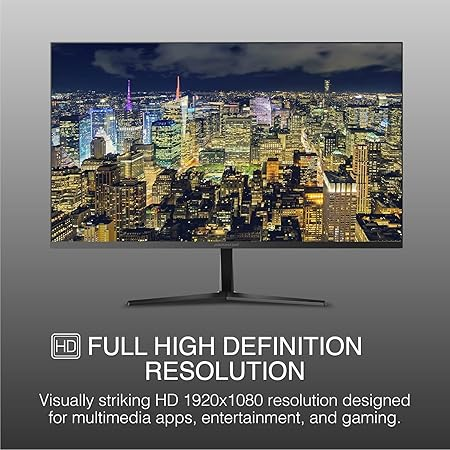 HD FULL HIGH DEFINITION
RESOLUTION
Visually striking HD 1920x1080 resolution designed
for multimedia apps, entertainment, and gaming.